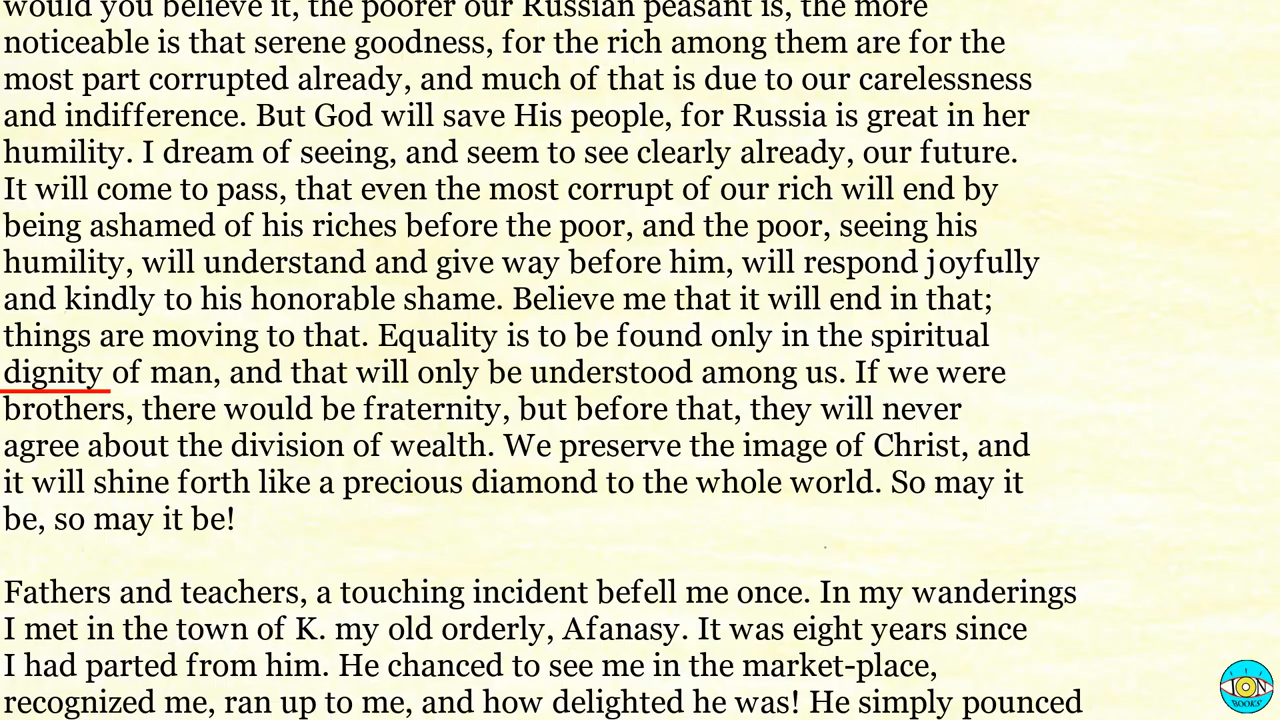 would you believe it, the poorer our Russian peasant is, the more
noticeable is that serene goodness, for the rich among them are for the
most part corrupted already, and much of that is due to our carelessness
and indifference. But God will save His people, for Russia is great in her
humility. I dream of seeing, and seem to see clearly already, our future.
It will come to pass, that even the most corrupt of our rich will end by
being ashamed of his riches before the poor, and the poor, seeing his
humility, will understand and give way before him, will respond joyfully
and kindly to his honorable shame. Believe me that it will end in that;
things are moving to that. Equality is to be found only in the spiritual
dignity of man, and that will only be understood among us. If we were
brothers, there would be fraternity, but before that, they will never
agree about the division of wealth. We preserve the image of Christ, and
it will shine forth like a precious diamond to the whole world. So may it
be, so may it be!
Fathers and teachers, a touching incident befell me once. In my wanderings
I met in the town of K. my old orderly, Afanasy. It was eight years since
I had parted from him. He chanced to see me in the market-place,
recognized me, ran up to me, and how delighted he was! He simply pounced
ION
BOOKS